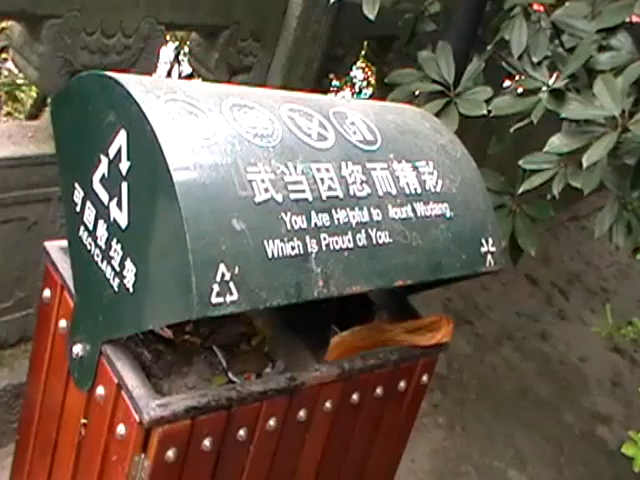 武当因您而精彩
You Are Helpful to Mount Wudang,
Which Is Proud of You.
可回收垃圾
RECYCLABLE